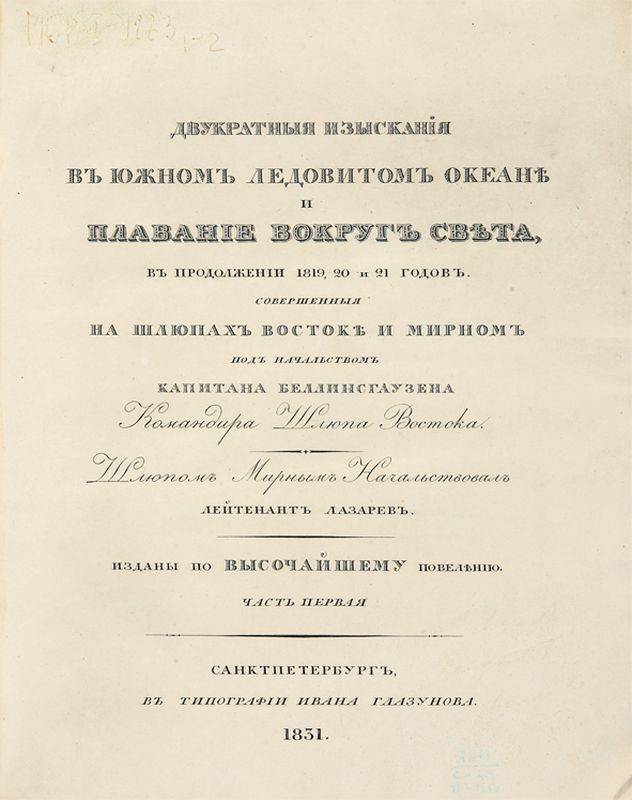 ДВУКРАТНЫЯ ИЗЫСКАНІЯ
ВЪ ЮЖНОМЪ ЛЕДОВИТОМЪ ОКЕАНѢ
И
ПЛАВАНІЕ ВОКРУГЪ СВѢТА,
ВЪ ПРОДОЛЖЕНІИ 1819, 20 и 21 ГОДОВЪ.
СОВЕРШЕННЫЯ
НА ШЛЮПАХЪ ВОСТОКѢ И МИРНОМЪ
ПОДЪ НАЧАЛЬСТВОМЪ
КАПИТАНА БЕЛЛИНСГАУЗЕНА
Командира Шлюпа Востока.
Шлюпомъ Мирнымъ Начальствовалъ
ЛЕЙТЕНАНТЪ ЛАЗАРЕВЪ.
ИЗДАНЫ ПО ВЫСОЧАЙШЕМУ ПОВЕЛѢНІЮ.
ЧАСТЬ ПЕРВАЯ
САНКТПЕТЕРБУРГЪ,
ВЪ ТИПОГРАФІИ ИВАНА ГЛАЗУНОВА.
1831.